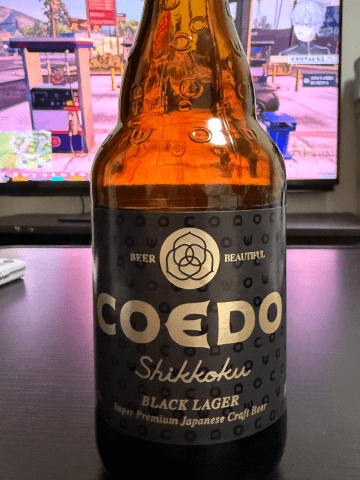 BEER BEAUTIFUL
COEDO
Shikkoku
BLACK LAGER
Super Premium Japanese Craft Beer